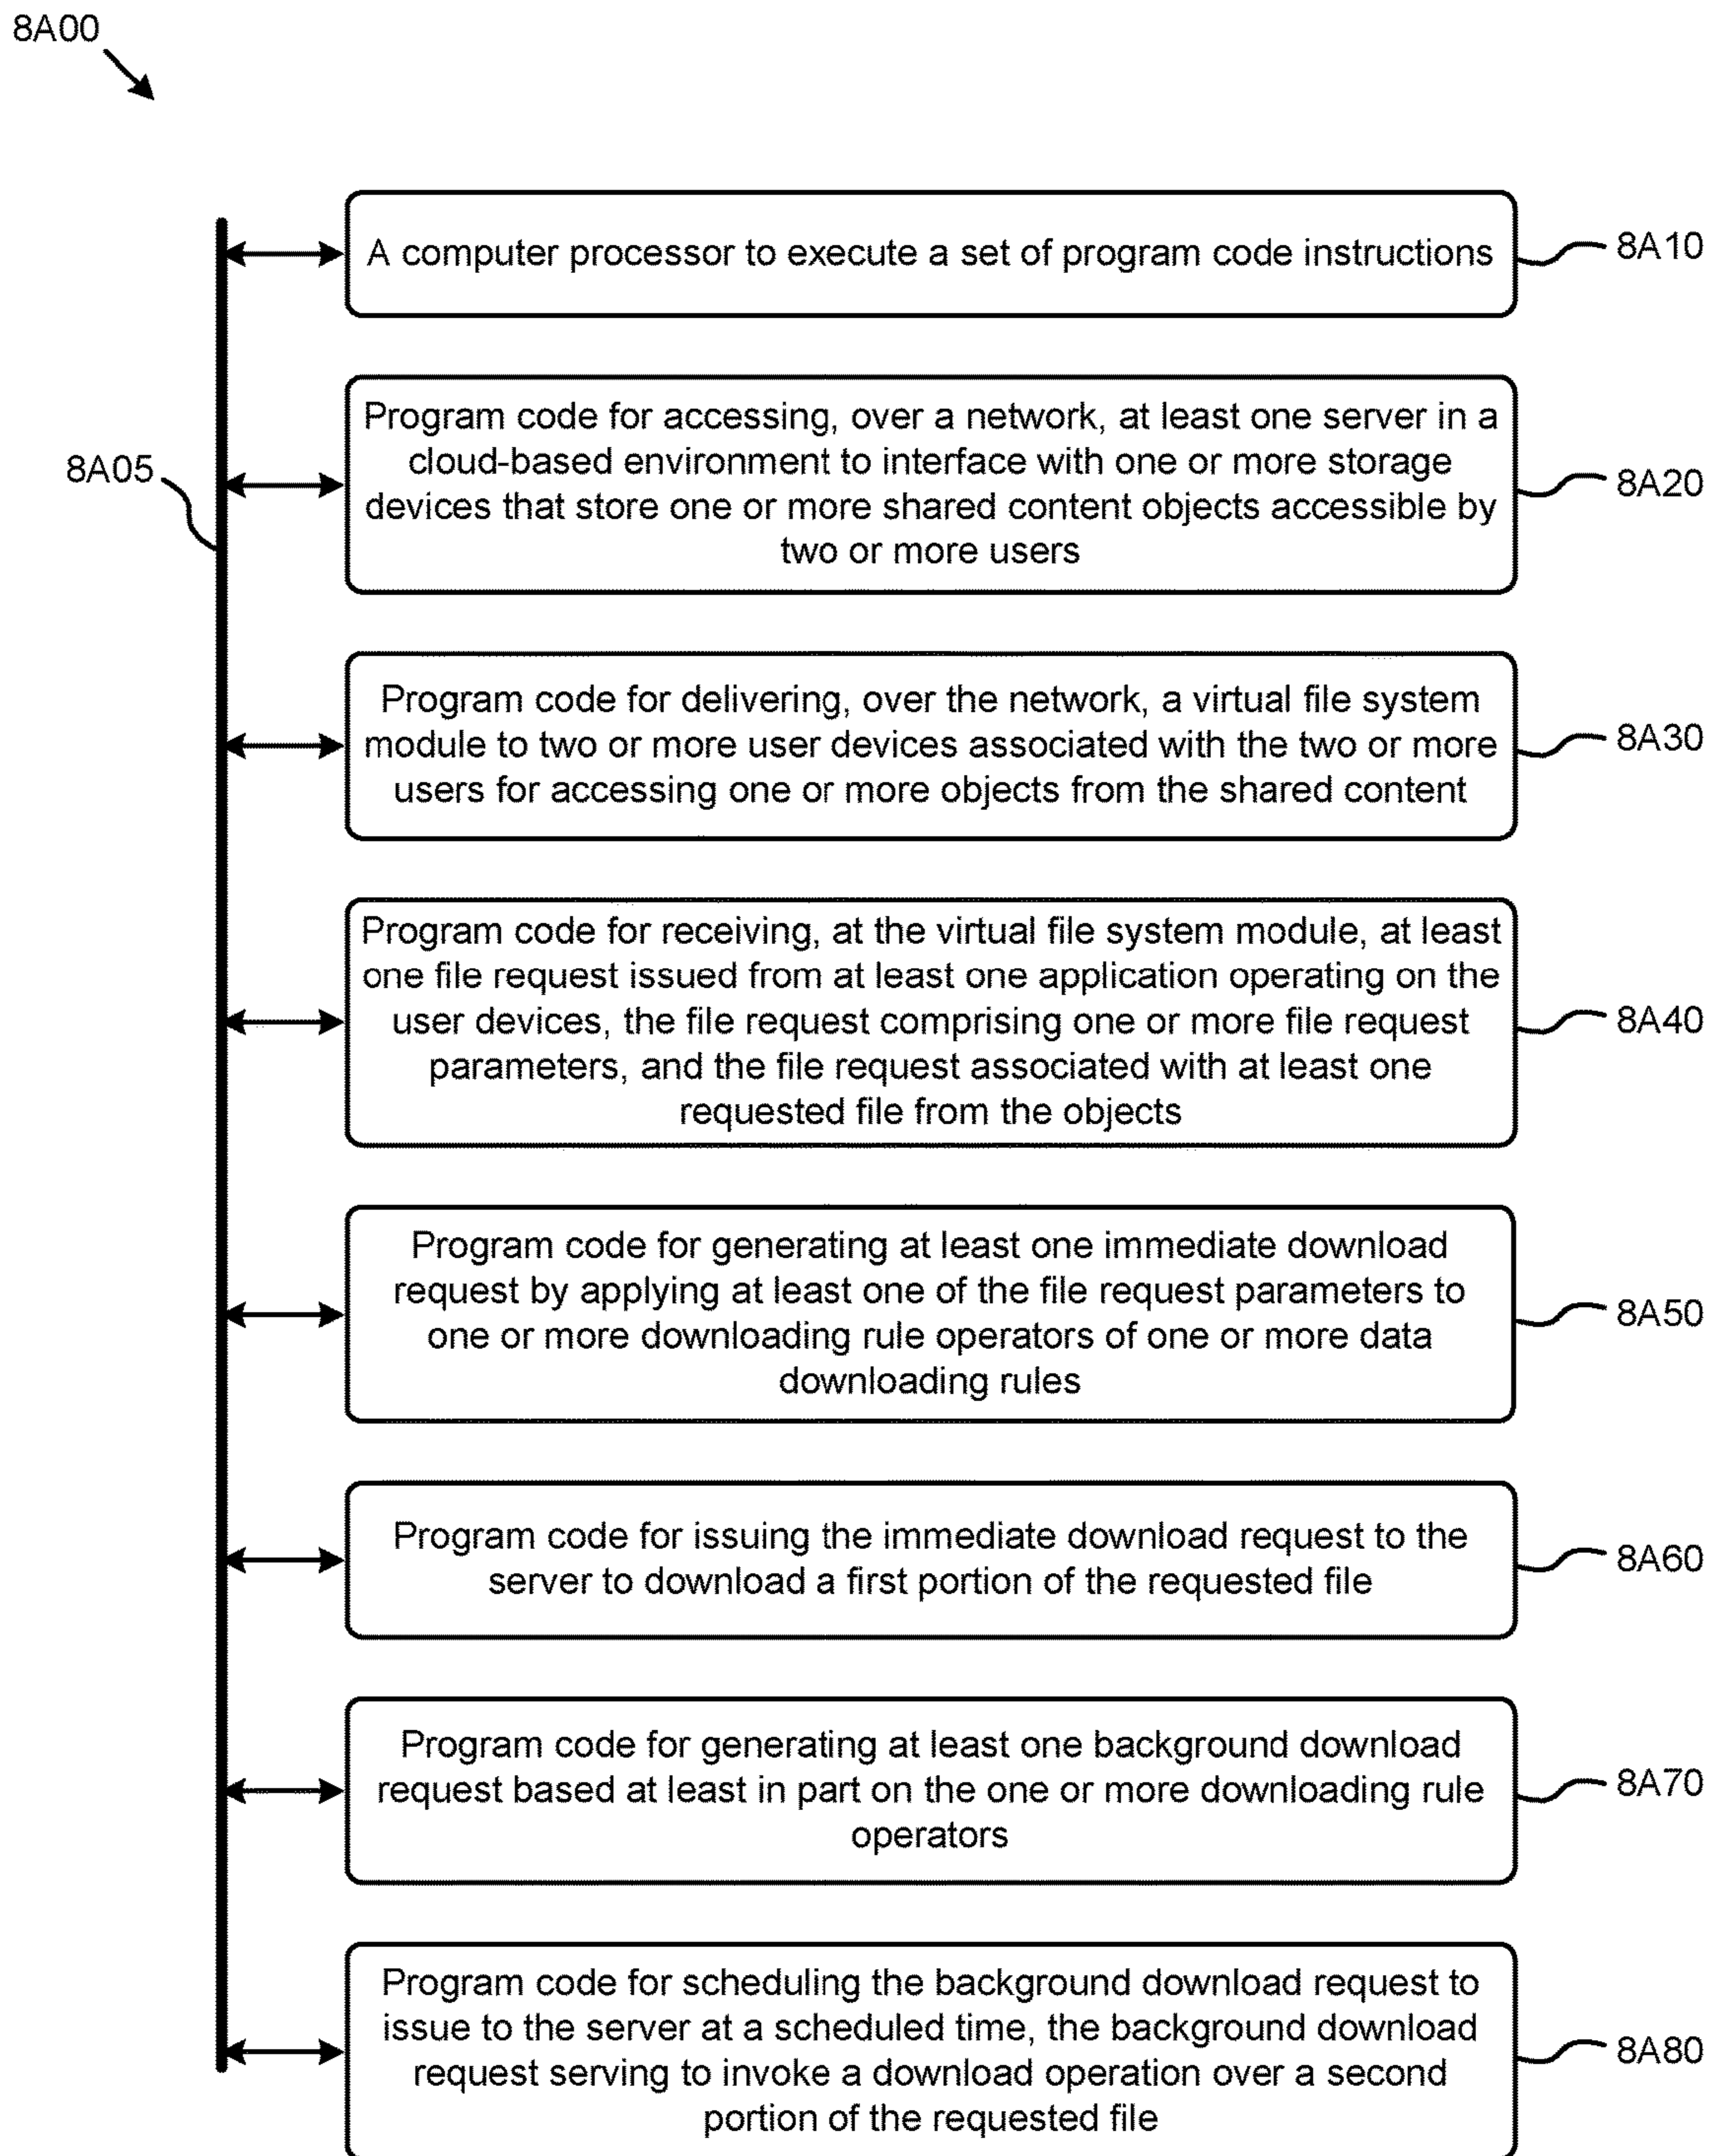 8A00
A computer processor to execute a set of program code instructions
8A10
Program code for accessing, over a network, at least one server in a
cloud-based environment to interface with one or more storage
devices that store one or more shared content objects accessible by
two or more users
8A05
8A20
Program code for delivering, over the network, a virtual file system
module to two or more user devices associated with the two or more
users for accessing one or more objects from the shared content
8A30
Program code for receiving, at the virtual file system module, at least
one file request issued from at least one application operating on the
user devices, the file request comprising one or more file request
parameters, and the file request associated with at least one
requested file from the objects
8A40
Program code for generating at least one immediate download
request by applying at least one of the file request parameters to
one or more downloading rule operators of one or more data
downloading rules
8A50
Program code for issuing the immediate download request to the
server to download a first portion of the requested file
8A60
Program code for generating at least one background download
request based at least in part on the one or more downloading rule
operators
8A70
Program code for scheduling the background download request to
issue to the server at a scheduled time, the background download
request serving to invoke a download operation over a second
portion of the requested file
8A80